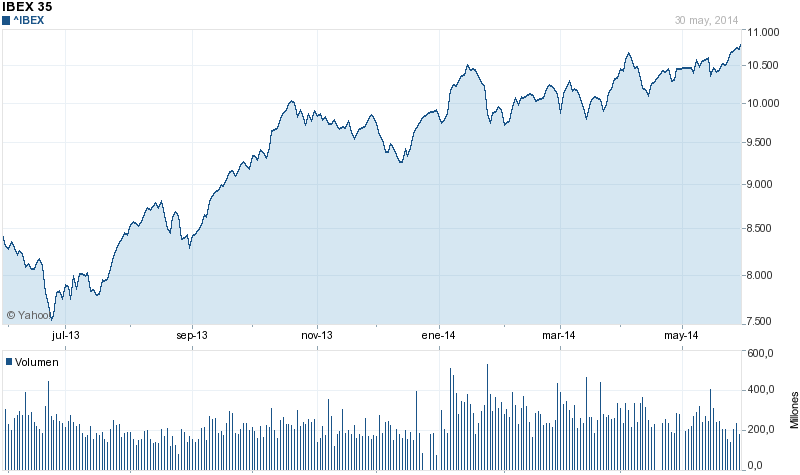 IBEX 35
^IBEX
30 may, 2014
11.000
10.500
10.000
9.500
9.000
8.500
8.000
7.500
© Yahoo!
jul-13 sep-13 nov-13 ene-14 mar-14 may-14
Volumen
600,0
400,0
200,0
0,0
Millones